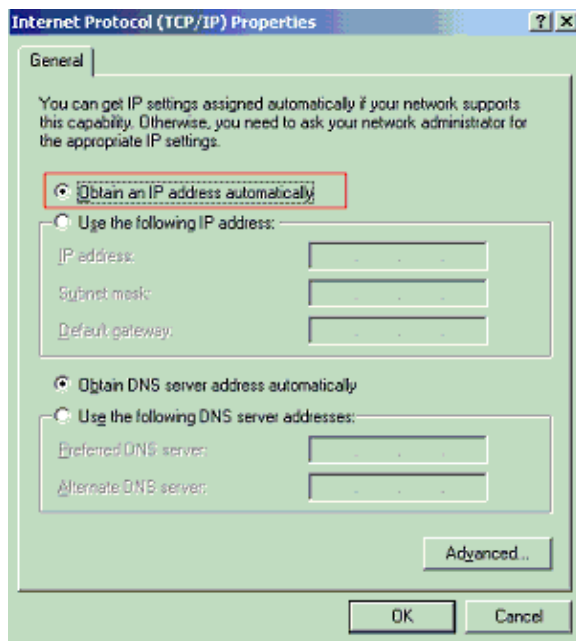 Internet Protocol (TCP/IP) Properties
General
You can get IP settings assigned automatically if your network supports
this capability. Otherwise, you need to ask your network administrator for
the appropriate IP settings.
Obtain an IP address automatically
Use the following IP address:
IP address:
Subnet mask:
Default gateway:
Obtain DNS server address automatically
Use the following DNS server addresses:
Preferred DNS server:
Alternate DNS server:
Advanced...
OK Cancel